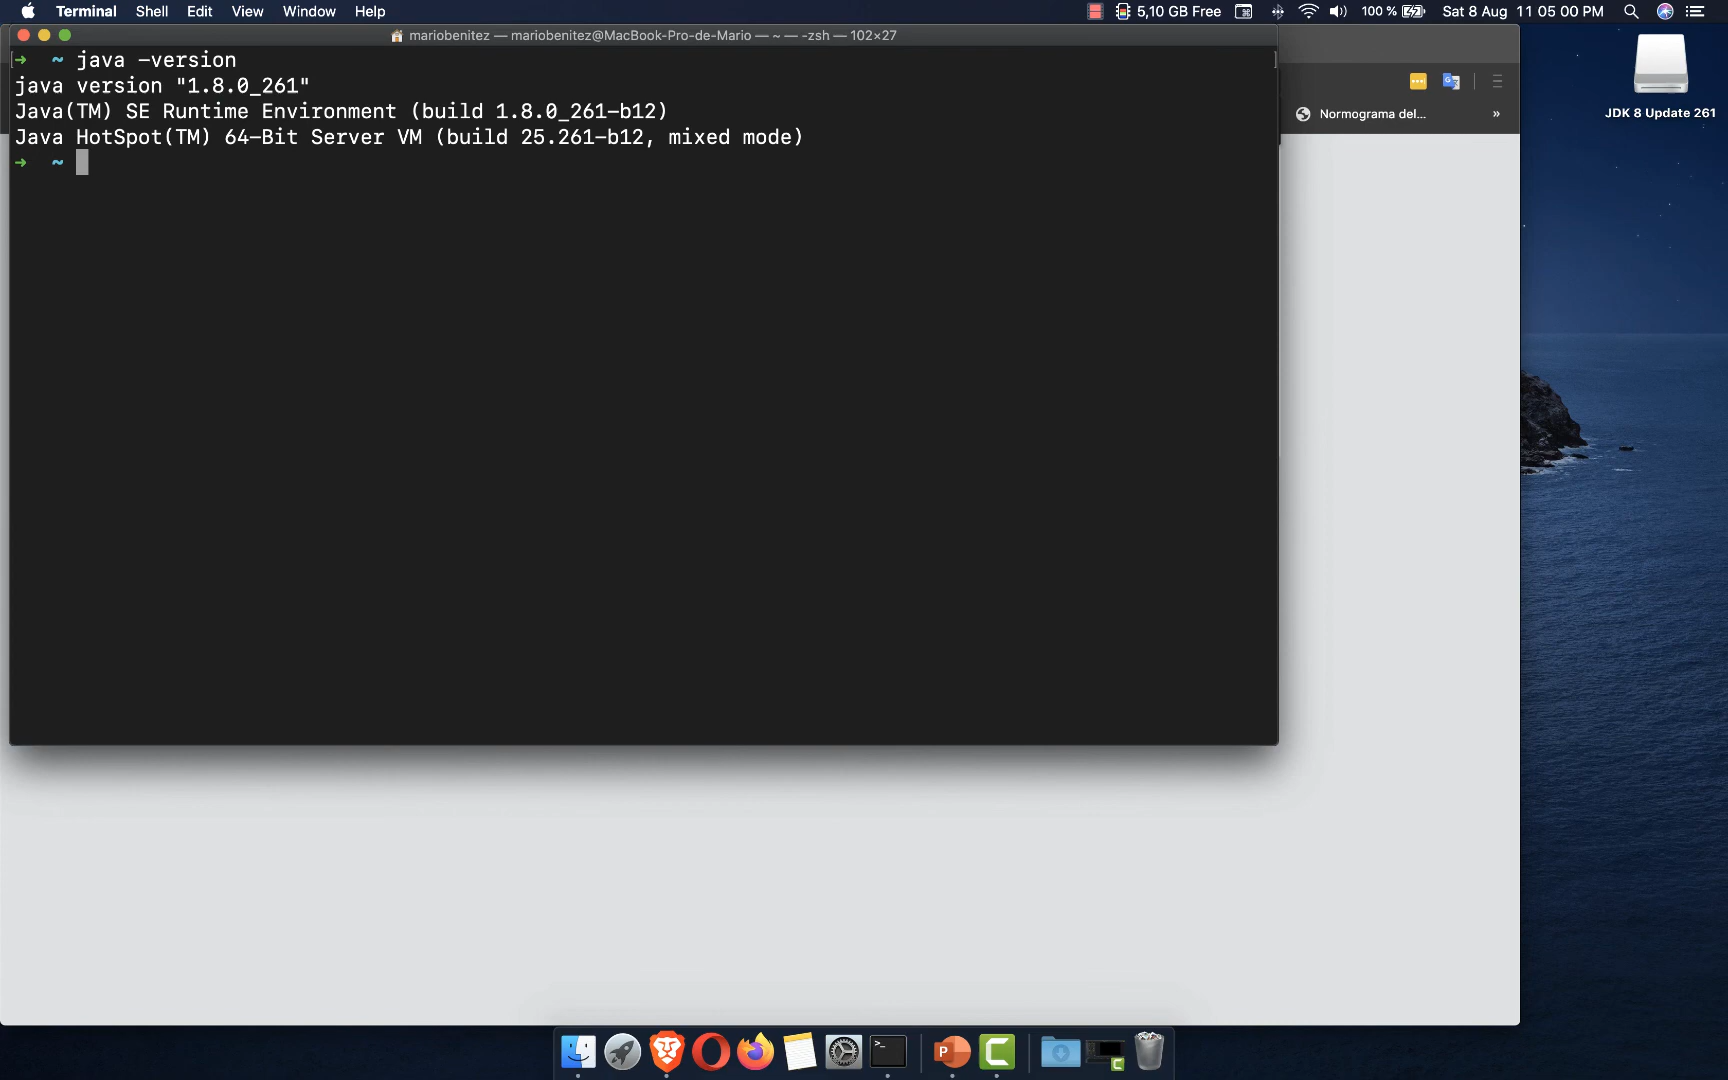 Terminal Shell Edit View Window Help 5,10 GB Free 100 % Sat 8 Aug 11 05 00 PM
mariobenitez — mariobenitez@MacBook-Pro-de-Mario — ~ — -zsh — 102×27
➜ ~ java -version
java version "1.8.0_261"
Java(TM) SE Runtime Environment (build 1.8.0_261-b12)
Java HotSpot(TM) 64-Bit Server VM (build 25.261-b12, mixed mode)
➜ ~
Normograma del... »
JDK 8 Update 261